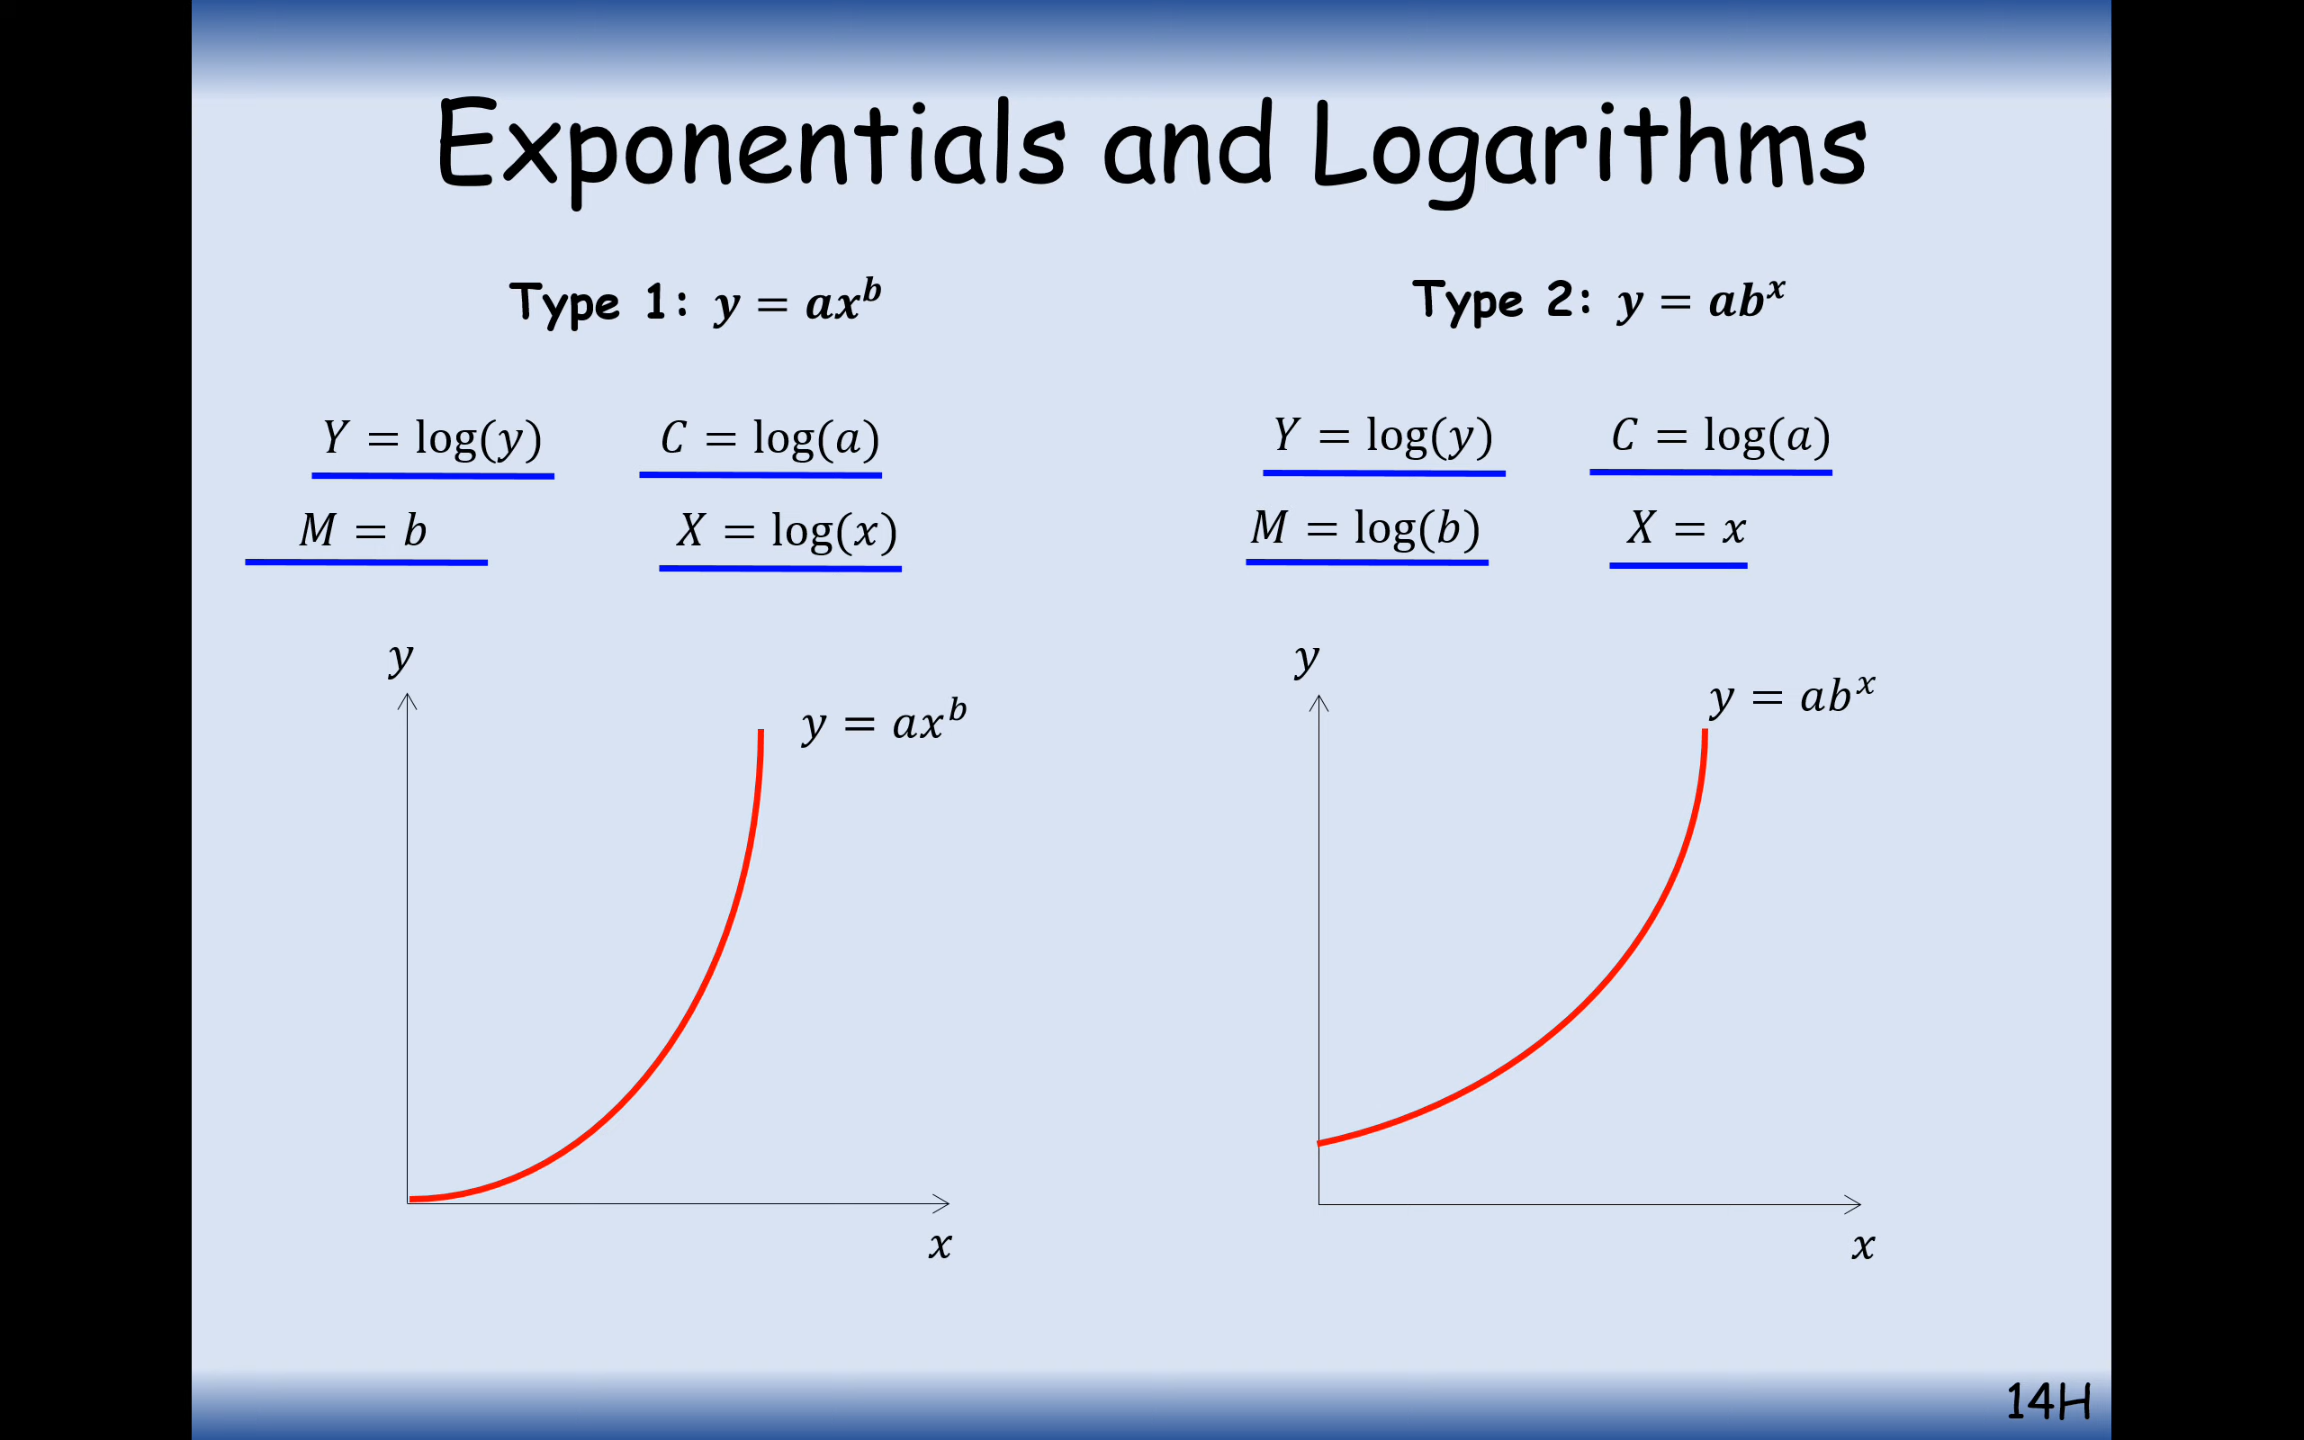 Exponentials and Logarithms
Type 1: y = ax^b
Y = log(y) C = log(a)
M = b X = log(x)
y
y = ax^b
x
Type 2: y = ab^x
Y = log(y) C = log(a)
M = log(b) X = x
y
y = ab^x
x
14H